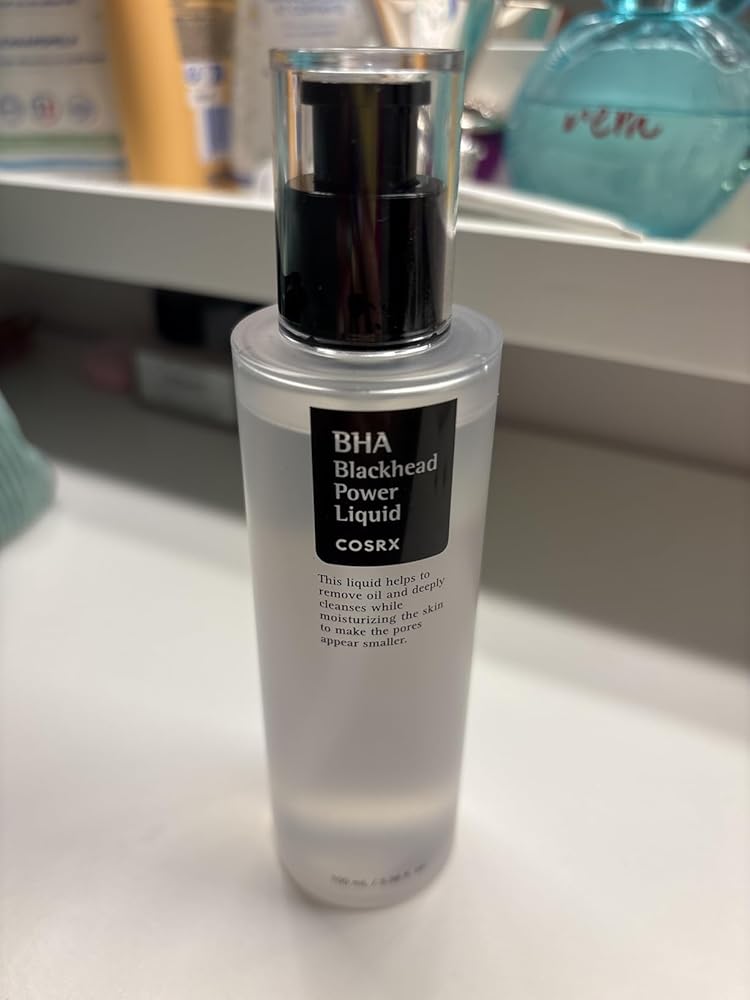 BHA
Blackhead
Power
Liquid
COSRX
This liquid helps to
remove oil and deeply
cleanses while
moisturizing the skin
to make the pores
appear smaller.